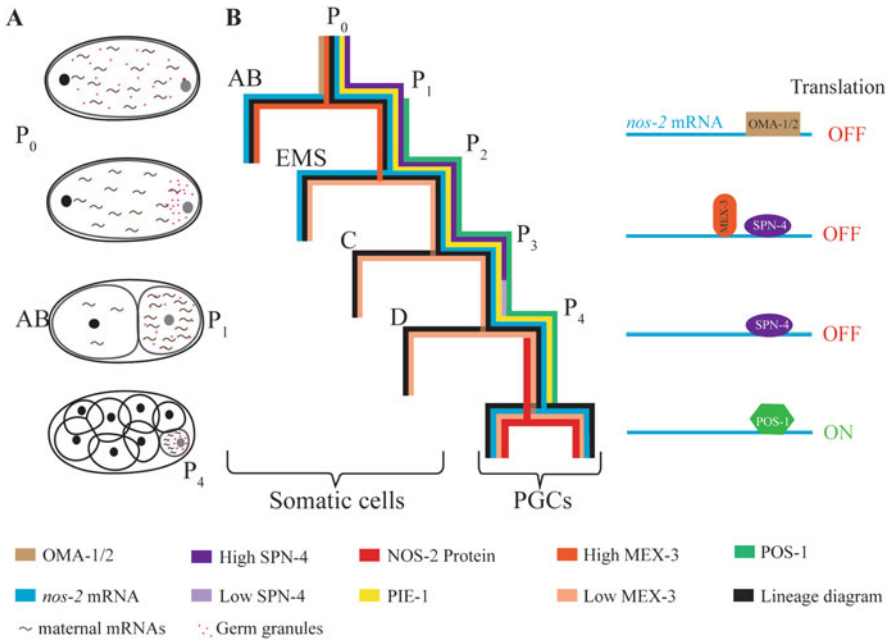 A
B
P0
AB
P1
P2
EMS
C
P3
D
P4
P0
AB
P1
P4
Somatic cells
PGCs
Translation
nos-2 mRNA
OMA-1/2
OFF
MEX-3
SPN-4
OFF
SPN-4
OFF
POS-1
ON
OMA-1/2
High SPN-4
NOS-2 Protein
High MEX-3
POS-1
nos-2 mRNA
Low SPN-4
PIE-1
Low MEX-3
Lineage diagram
maternal mRNAs
Germ granules